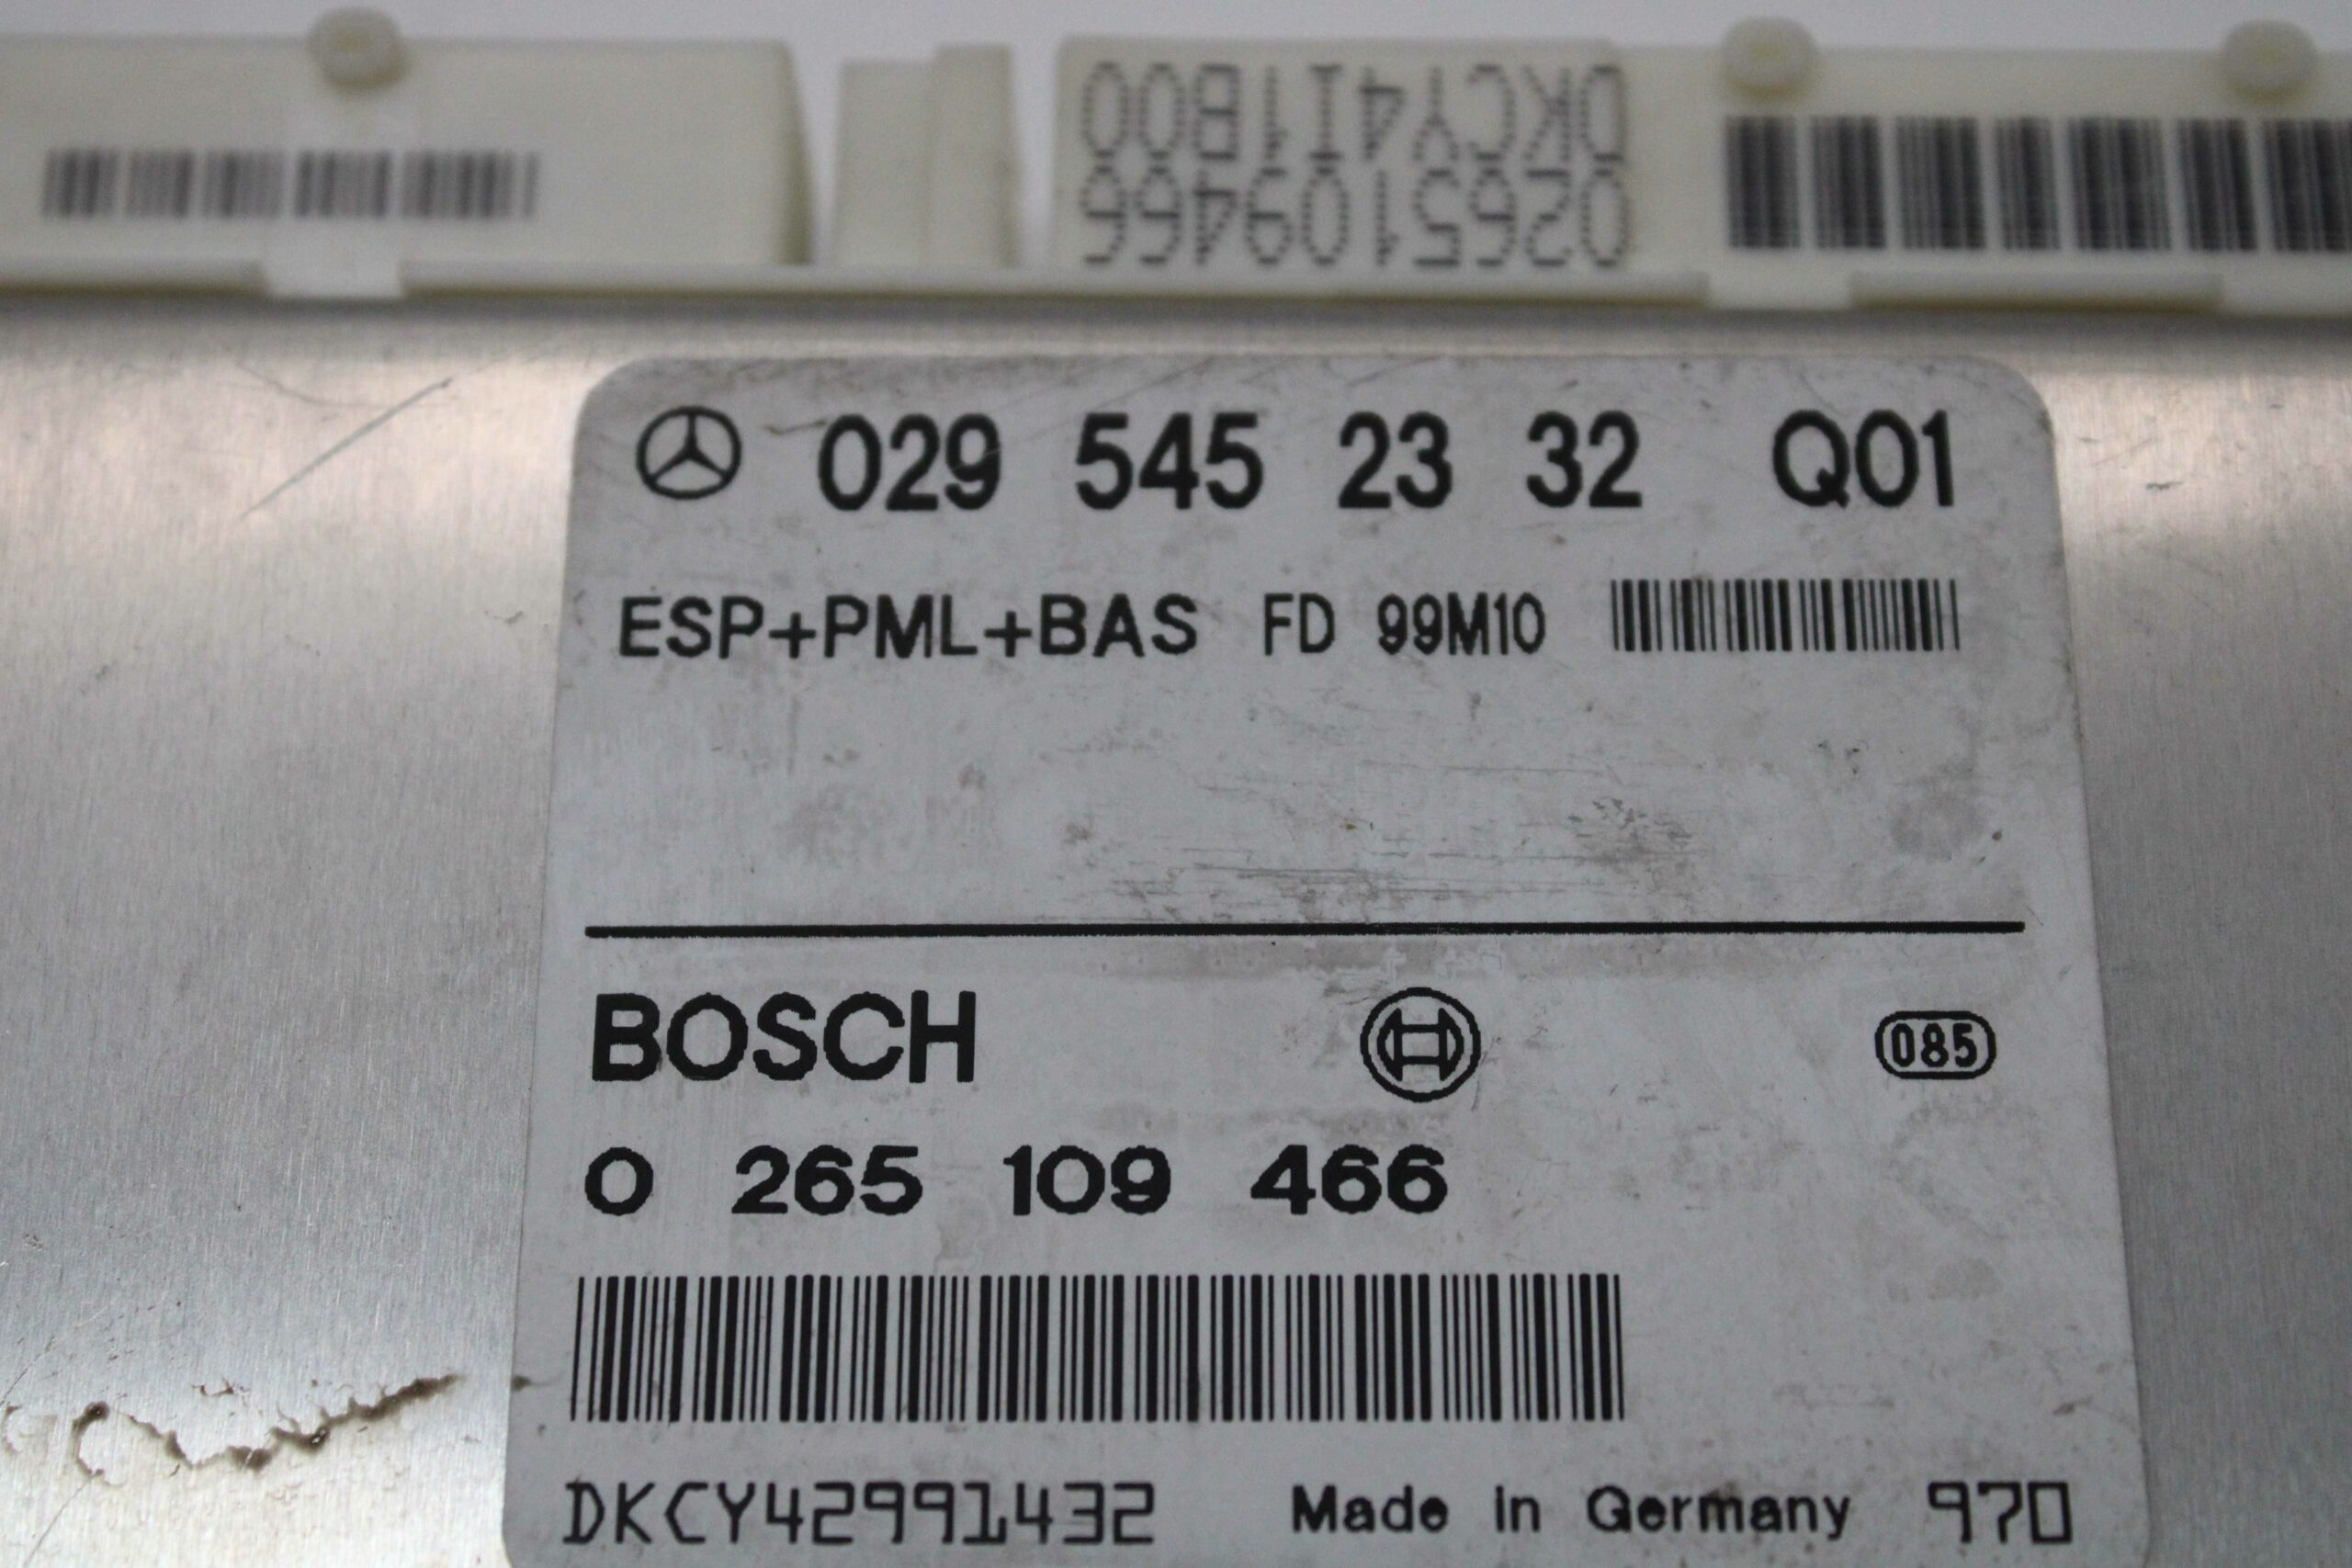 DKCY4I1B00
0265109466
029 545 23 32 Q01
ESP+PML+BAS FD 99M10
BOSCH
085
0 265 109 466
DKCY42991432 Made in Germany 970